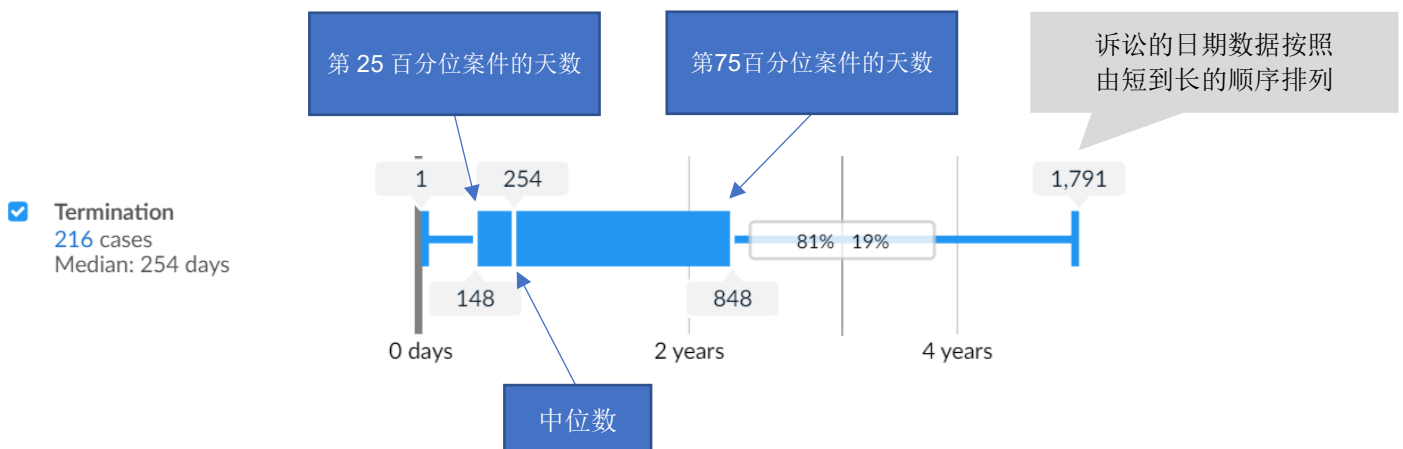 第 25 百分位案件的天数
第75百分位案件的天数
诉讼的日期数据按照
由短到长的顺序排列
1
254
1,791
Termination
216 cases
Median: 254 days
81% 19%
148
848
0 days
2 years
4 years
中位数